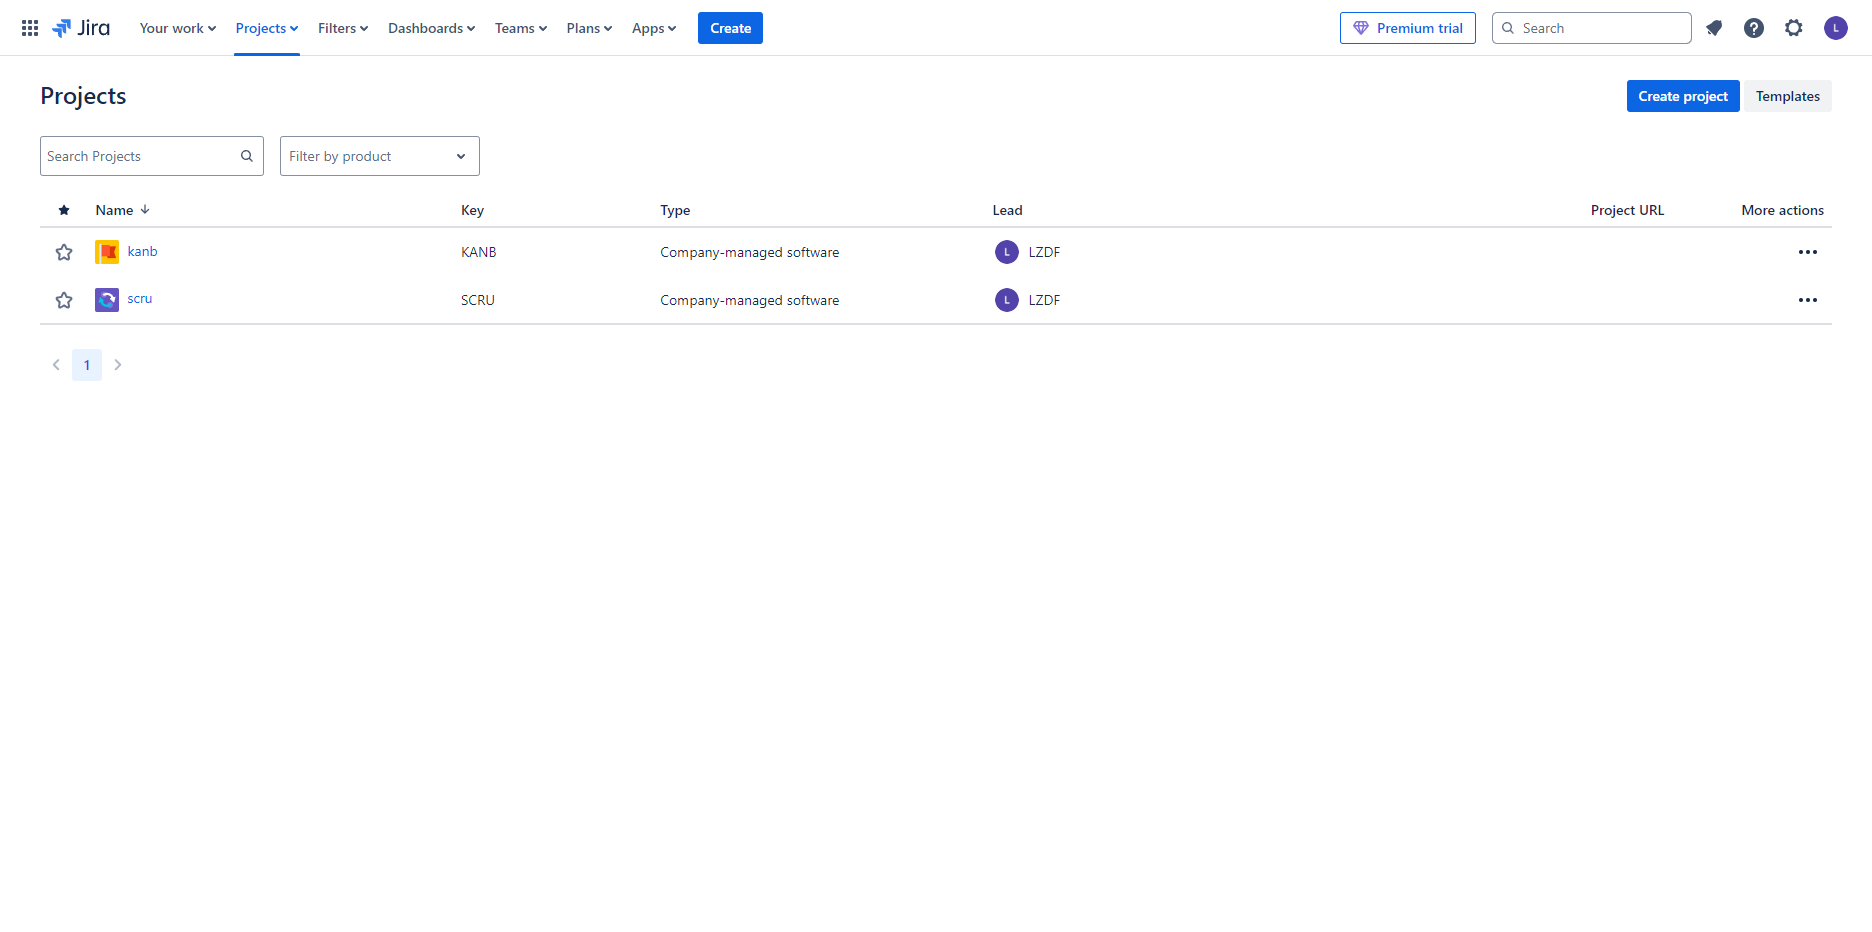 Jira Your work Projects Filters Dashboards Teams Plans Apps Create Premium trial Search L
Projects Create project Templates
Search Projects Filter by product
Name Key Type Lead Project URL More actions
kanb KANB Company-managed software L LZDF
scru SCRU Company-managed software L LZDF
1